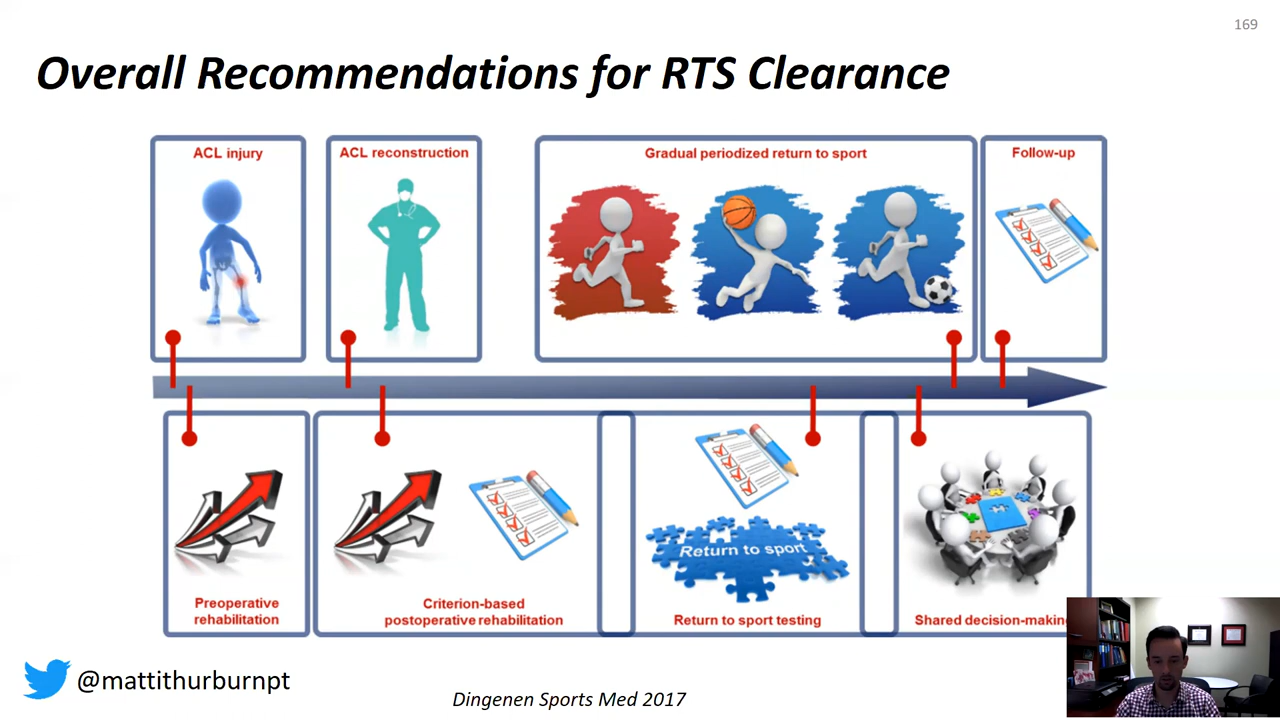 169
Overall Recommendations for RTS Clearance
ACL injury
ACL reconstruction
Gradual periodized return to sport
Follow-up
Return to sport
Preoperative
rehabilitation
Criterion-based
postoperative rehabilitation
Return to sport testing
Shared decision-makin
@mattithurburnpt
Dingenen Sports Med 2017